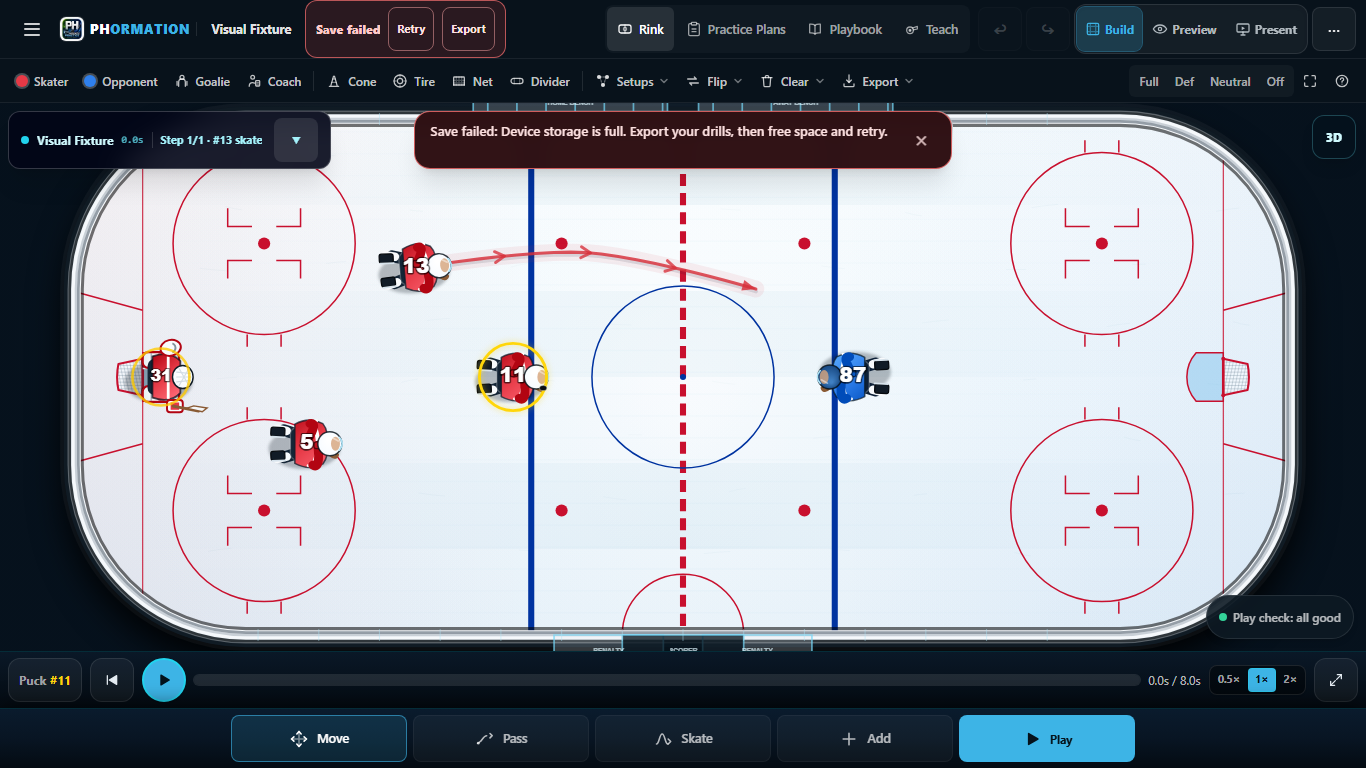 PH PHORMATION
Visual Fixture
Save failed
Retry
Export
Rink
Practice Plans
Playbook
Teach
Build
Preview
Present
...
Skater
Opponent
Goalie
Coach
Cone
Tire
Net
Divider
Setups
Flip
Clear
Export
Full
Def
Neutral
Off
Visual Fixture 0.0s Step 1/1 · #13 skate
Save failed: Device storage is full. Export your drills, then free space and retry.
3D
13
31
11
87
5
Play check: all good
PENALTY
SCORER
PENALTY
Puck #11
0.0s / 8.0s
0.5×
1×
2×
Move
Pass
Skate
Add
Play